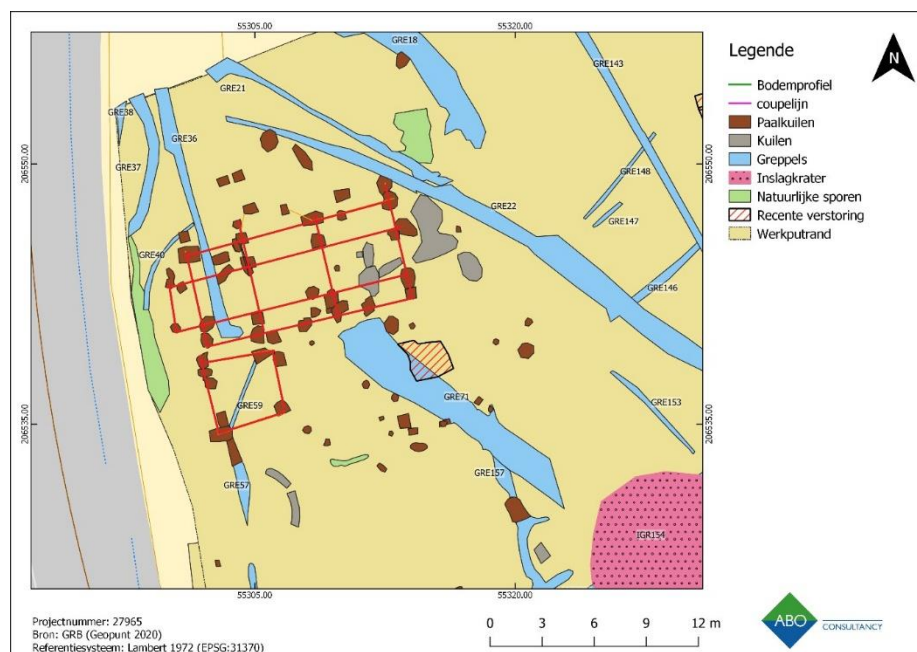 55305.00
55320.00
GRE18
GRE143
GRE21
GRE38
GRE36
GRE37
GRE148
GRE147
GRE22
GRE40
GRE146
GRE71
GRE59
GRE153
GRE57
GRE157
IGR154
206550.00
206550.00
206535.00
206535.00
55305.00
55320.00
Legende
N
Bodemprofiel
coupelijn
Paalkuilen
Kuilen
Greppels
Inslagkrater
Natuurlijke sporen
Recente verstoring
Werkputrand
Projectnummer: 27965
Bron: GRB (Geopunt 2020)
Referentiesysteem: Lambert 1972 (EPSG:31370)
0 3 6 9 12 m
ABO
CONSULTANCY